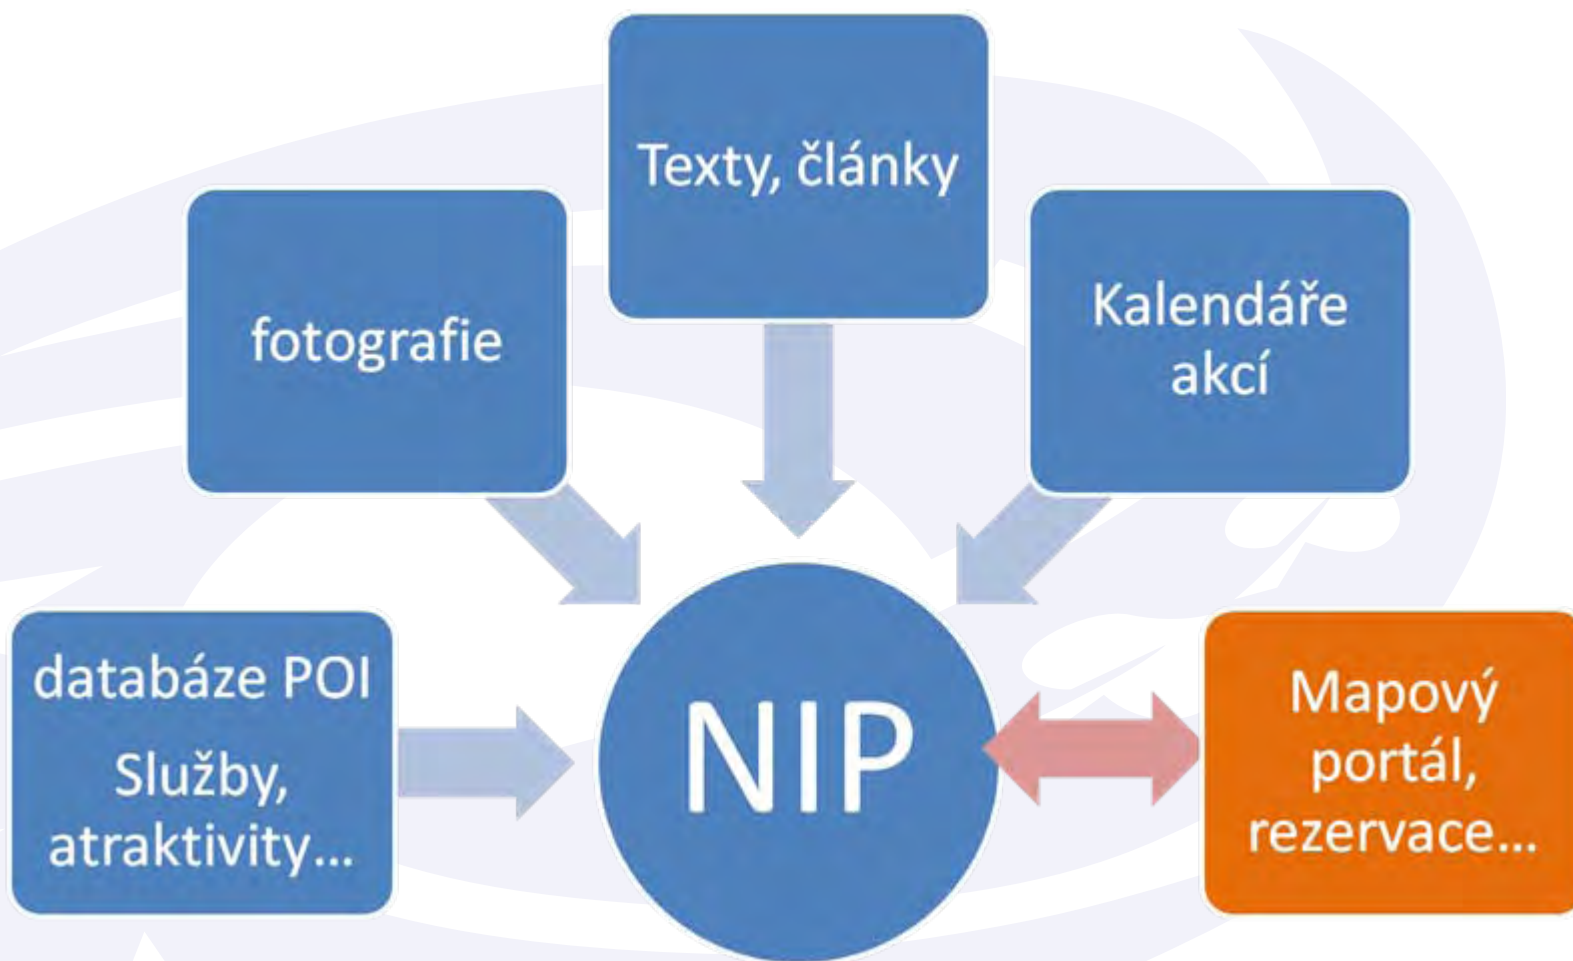 Texty, články
fotografie
Kalendáře
akcí
databáze POI
Služby,
atraktivity...
NIP
Mapový
portál,
rezervace...